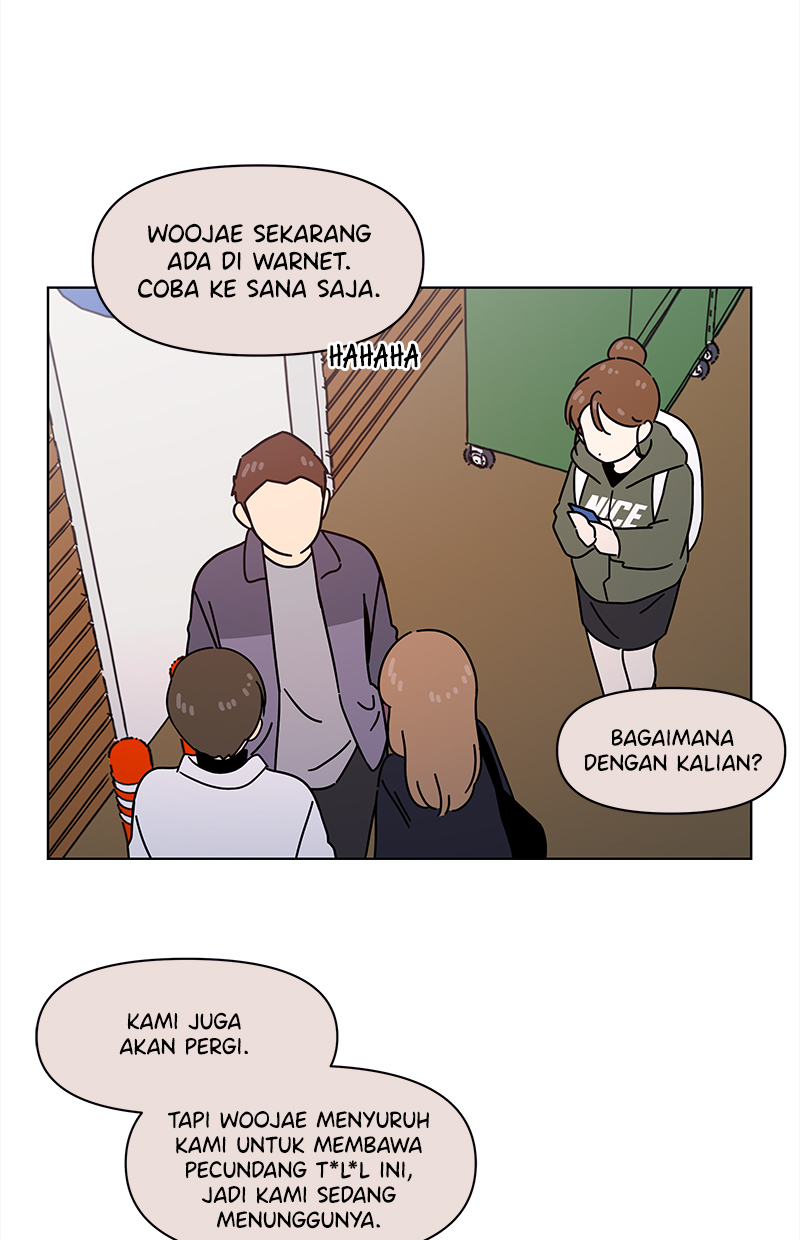 WOOJAE SEKARANG
ADA DI WARNET.
COBA KE SANA SAJA.
HAHAHA
NICE
BAGAIMANA
DENGAN KALIAN?
KAMI JUGA
AKAN PERGI.
TAPI WOOJAE MENYURUH
KAMI UNTUK MEMBAWA
PECUNDANG T*L*L INI,
JADI KAMI SEDANG
MENUNGGUNYA.